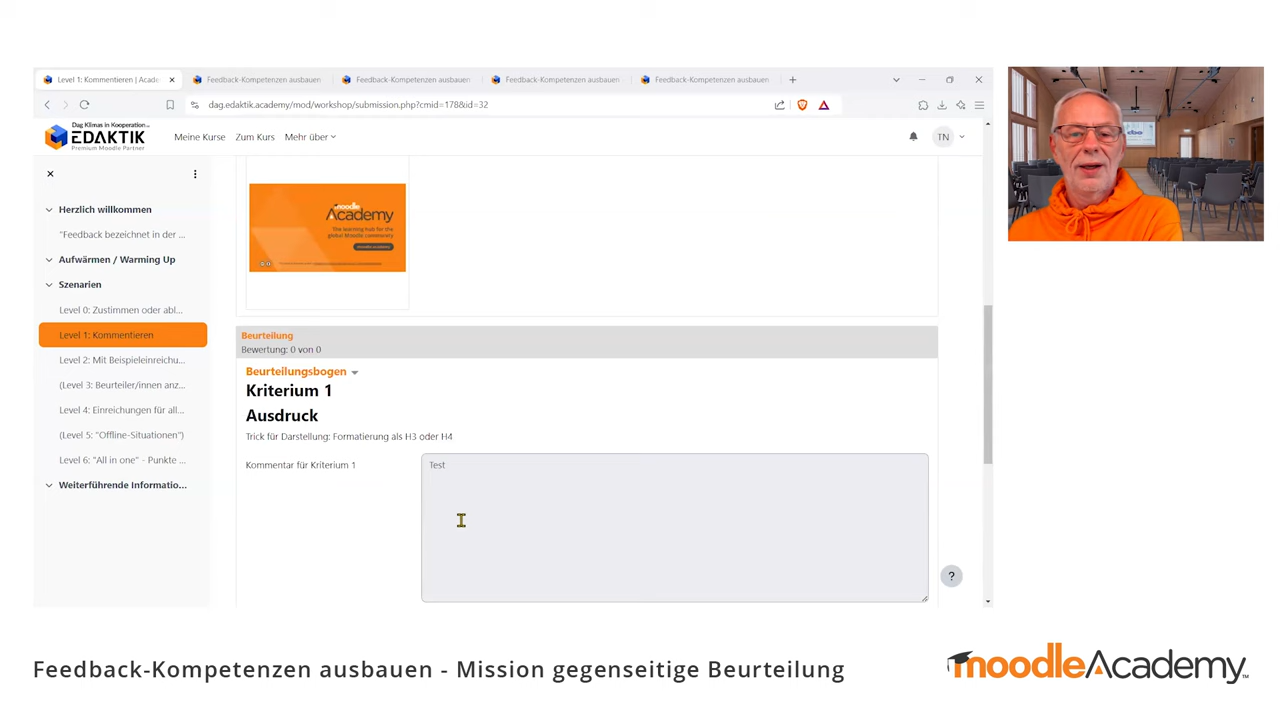 Level 1: Kommentieren | Acade
Feedback-Kompetenzen ausbauen
Feedback-Kompetenzen ausbauen
Feedback-Kompetenzen ausbauen
Feedback-Kompetenzen ausbauen
dag.edaktik.academy/mod/workshop/submission.php?cmid=178&id=32
Dag Klimas in Kooperation
EDAKTIK
Premium Moodle Partner
Meine Kurse
Zum Kurs
Mehr über
TN
Herzlich willkommen
"Feedback bezeichnet in der ...
Aufwärmen / Warming Up
Szenarien
Level 0: Zustimmen oder abl...
Level 1: Kommentieren
Level 2: Mit Beispieleinreichu...
(Level 3: Beurteiler/innen anz...
Level 4: Einreichungen für all...
(Level 5: "Offline-Situationen")
Level 6: "All in one" - Punkte ...
Weiterführende Informatio...
moodle
Academy
The learning hub for the
global Moodle community
Beurteilung
Bewertung: 0 von 0
Beurteilungsbogen
Kriterium 1
Ausdruck
Trick für Darstellung: Formatierung als H3 oder H4
Kommentar für Kriterium 1
Test
?
Feedback-Kompetenzen ausbauen - Mission gegenseitige Beurteilung
moodleAcademy